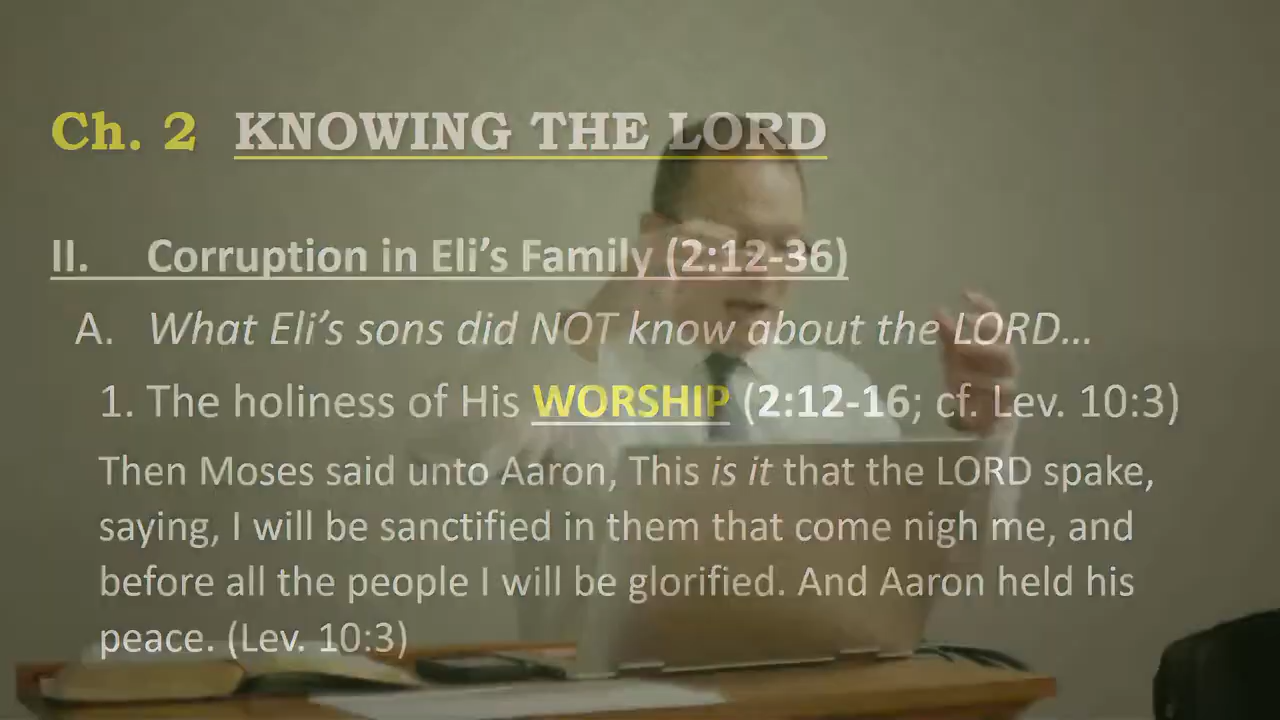 Ch. 2 KNOWING THE LORD
II. Corruption in Eli’s Family (2:12-36)
A. What Eli’s sons did NOT know about the LORD…
1. The holiness of His WORSHIP (2:12-16; cf. Lev. 10:3)
Then Moses said unto Aaron, This is it that the LORD spake,
saying, I will be sanctified in them that come nigh me, and
before all the people I will be glorified. And Aaron held his
peace. (Lev. 10:3)